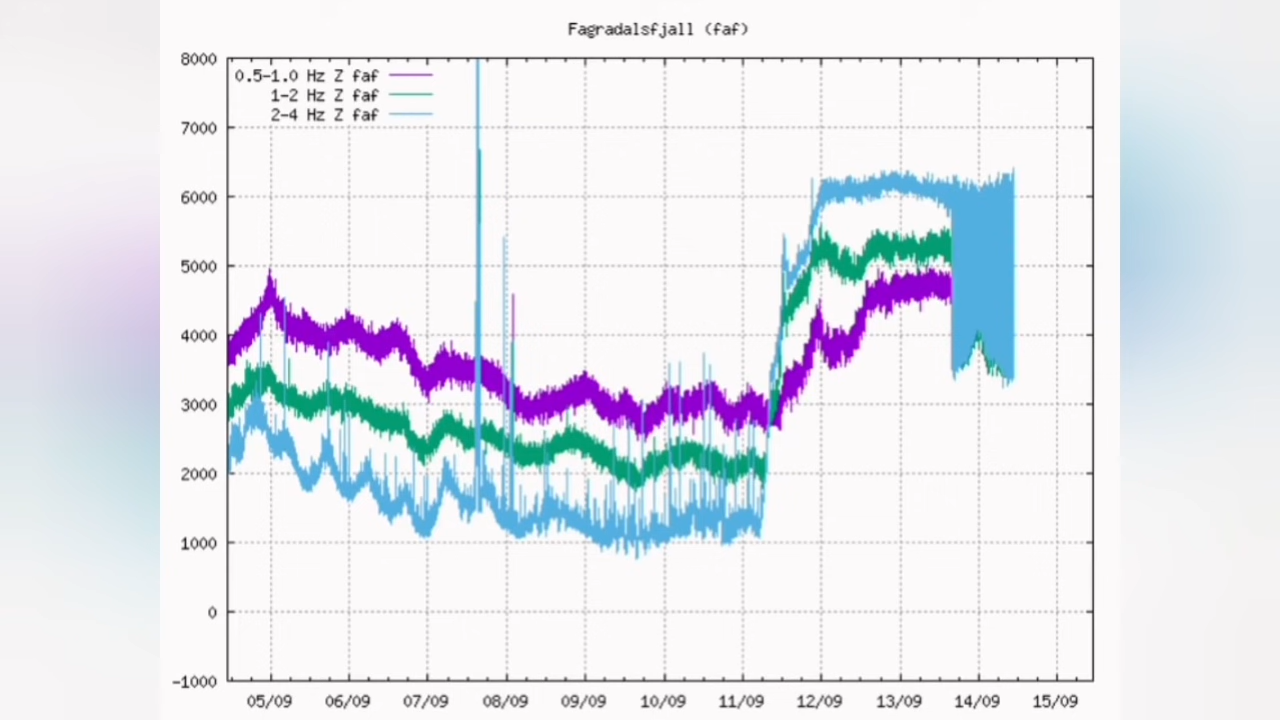 Fagradalsfjall (faf)
8000
0.5-1.0 Hz Z faf
1-2 Hz Z faf
2-4 Hz Z faf
7000
6000
5000
4000
3000
2000
1000
0
-1000
05/09 06/09 07/09 08/09 09/09 10/09 11/09 12/09 13/09 14/09 15/09